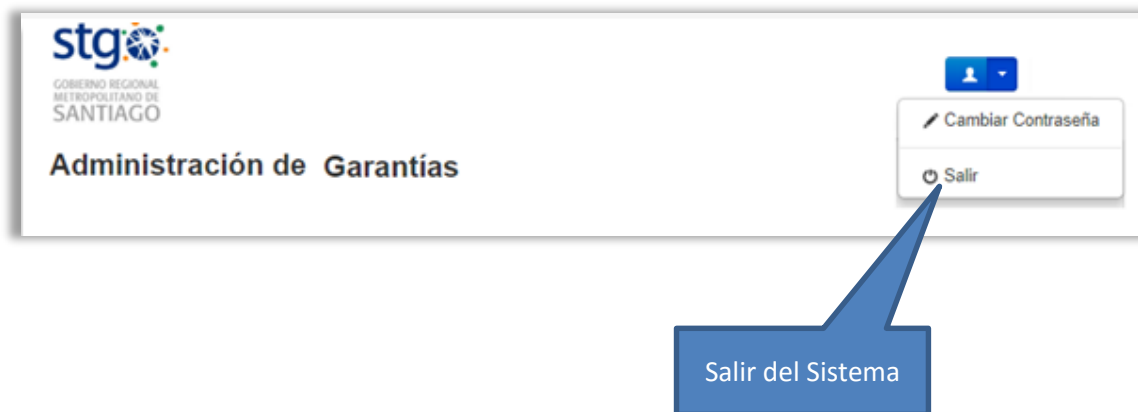 stgo
GOBIERNO REGIONAL
METROPOLITANO DE
SANTIAGO
Administración de Garantías
Cambiar Contraseña
Salir
Salir del Sistema